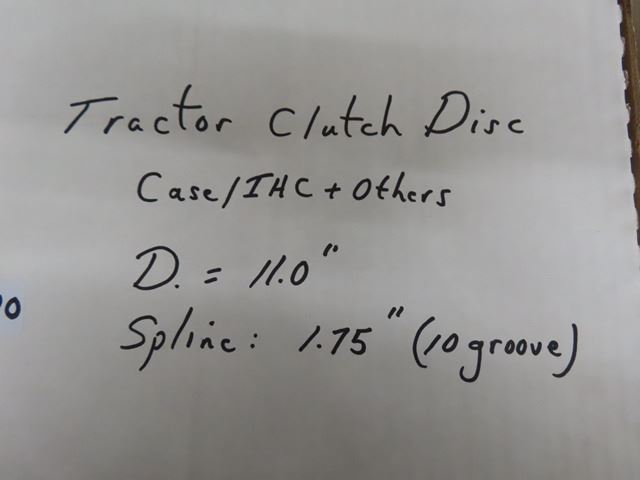 Tractor Clutch Disc
Case/IHC + Others
D. = 11.0"
Spline: 1.75" (10 groove)